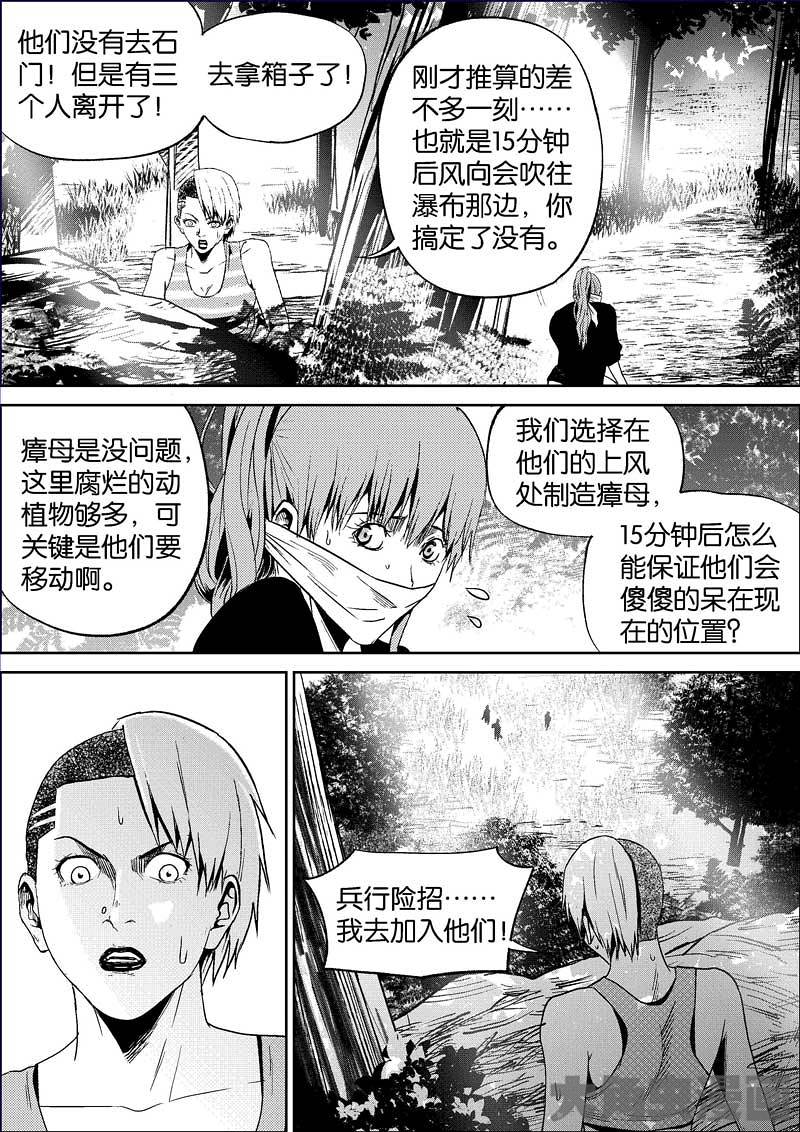 他们没有去石
门！但是有三
个人离开了！
去拿箱子了！
刚才推算的差
不多一刻……
也就是15分钟
后风向会吹往
瀑布那边，你
搞定了没有。
瘴母是没问题，
这里腐烂的动
植物够多，可
关键是他们要
移动啊。
我们选择在
他们的上风
处制造瘴母，
15分钟后怎么
能保证他们会
傻傻的呆在现
在的位置？
兵行险招……
我去加入他们！
大角虫漫画